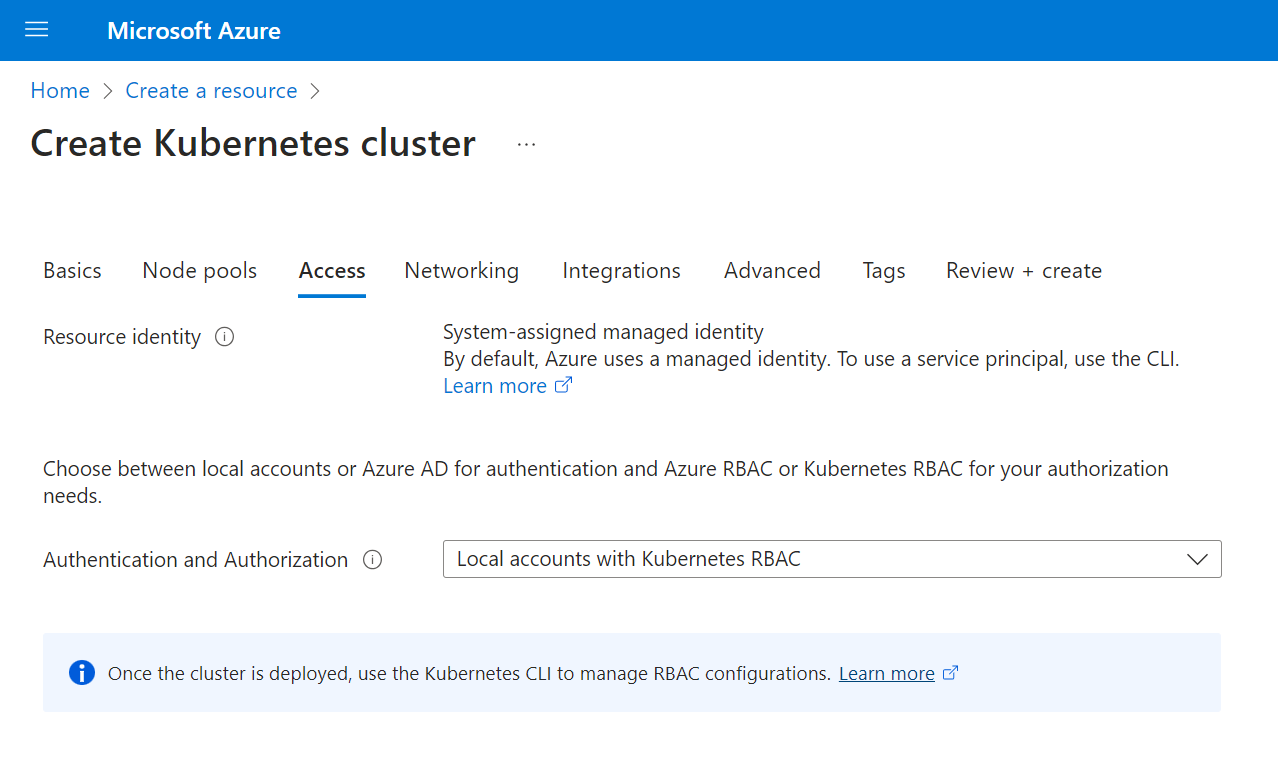 Microsoft Azure
Home > Create a resource >
Create Kubernetes cluster ...
Basics Node pools Access Networking Integrations Advanced Tags Review + create
Resource identity
System-assigned managed identity
By default, Azure uses a managed identity. To use a service principal, use the CLI.
Learn more
Choose between local accounts or Azure AD for authentication and Azure RBAC or Kubernetes RBAC for your authorization
needs.
Authentication and Authorization
Local accounts with Kubernetes RBAC
Once the cluster is deployed, use the Kubernetes CLI to manage RBAC configurations. Learn more